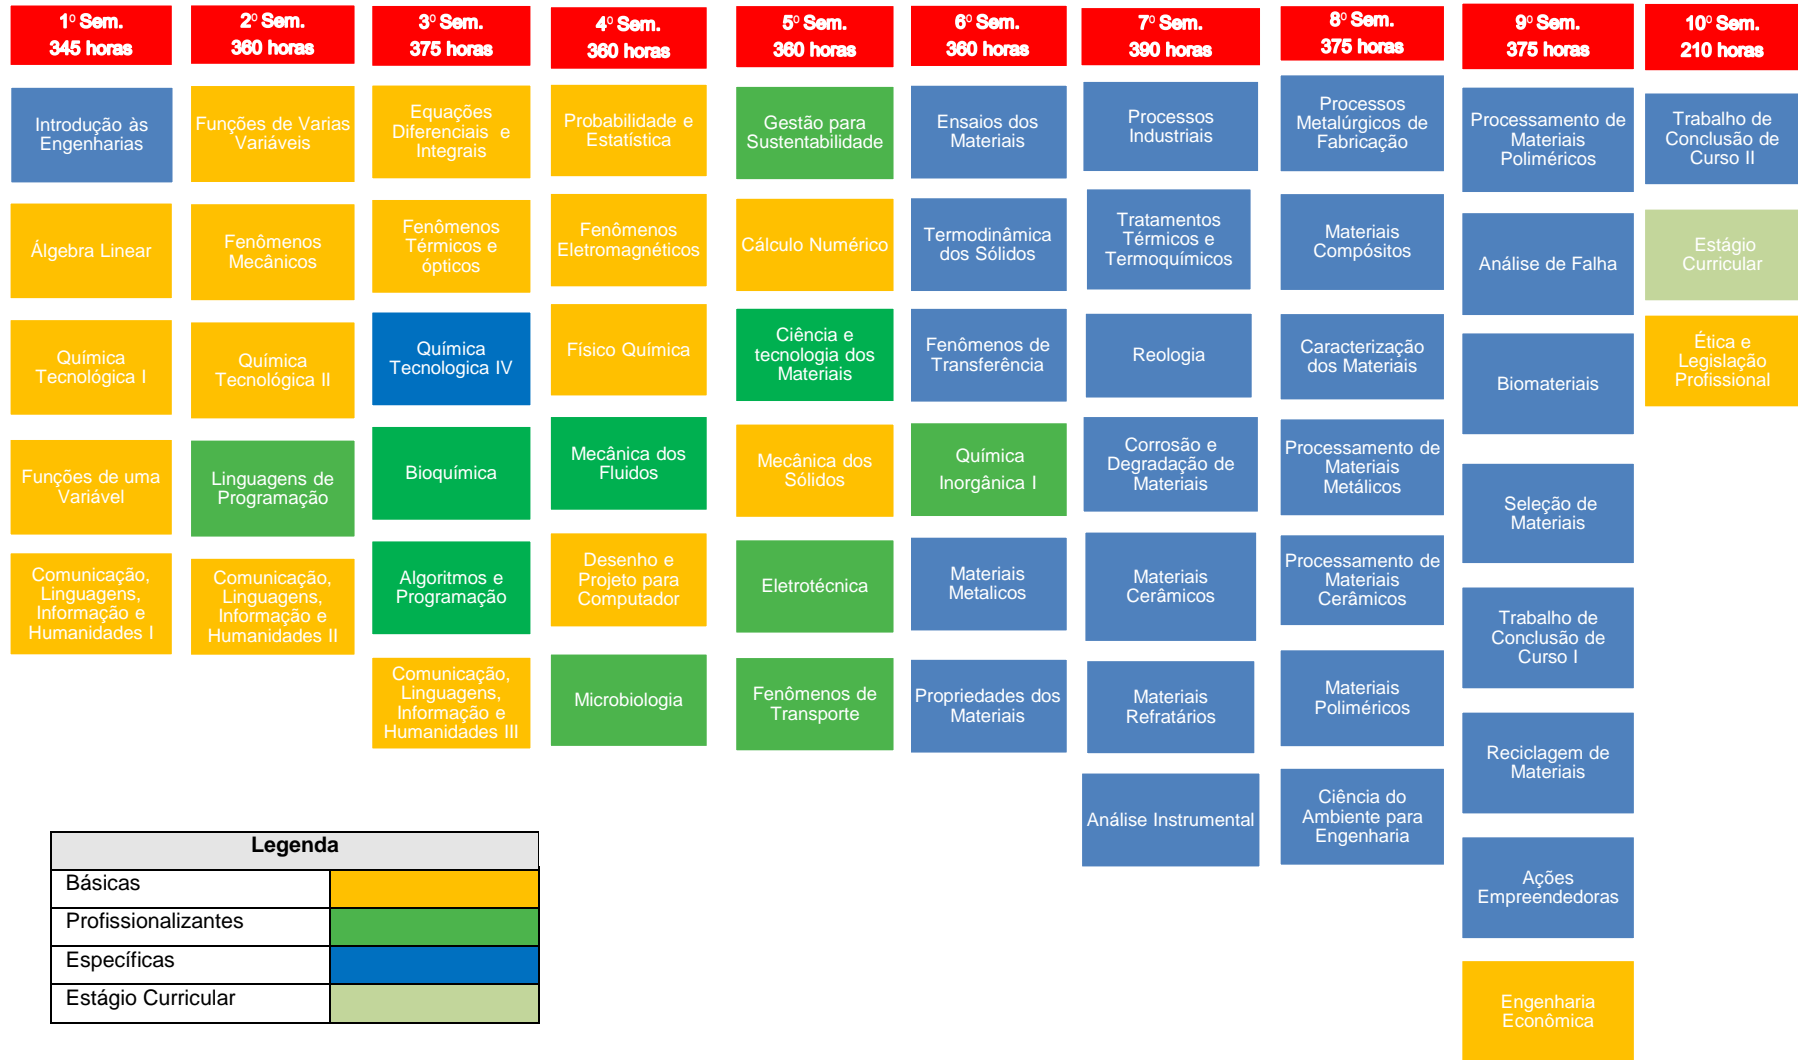 1º Sem.
345 horas
2º Sem.
360 horas
3º Sem.
375 horas
4º Sem.
360 horas
5º Sem.
360 horas
6º Sem.
360 horas
7º Sem.
390 horas
8º Sem.
375 horas
9º Sem.
375 horas
10º Sem.
210 horas
Introdução às
Engenharias
Álgebra Linear
Química
Tecnológica I
Funções de uma
Variável
Comunicação,
Linguagens,
Informação e
Humanidades I
Funções de Varias
Variáveis
Fenômenos
Mecânicos
Química
Tecnológica II
Linguagens de
Programação
Comunicação,
Linguagens,
Informação e
Humanidades II
Equações
Diferenciais e
Integrais
Fenômenos
Térmicos e
ópticos
Química
Tecnologica IV
Bioquímica
Algoritmos e
Programação
Comunicação,
Linguagens,
Informação e
Humanidades III
Probabilidade e
Estatística
Fenômenos
Eletromagnéticos
Físico Química
Mecânica dos
Fluidos
Desenho e
Projeto para
Computador
Microbiologia
Gestão para
Sustentabilidade
Cálculo Numérico
Ciência e
tecnologia dos
Materiais
Mecânica dos
Sólidos
Eletrotécnica
Fenômenos de
Transporte
Ensaios dos
Materiais
Termodinâmica
dos Sólidos
Fenômenos de
Transferência
Química
Inorgânica I
Materiais
Metalicos
Propriedades dos
Materiais
Processos
Industriais
Tratamentos
Térmicos e
Termoquímicos
Reologia
Corrosão e
Degradação de
Materiais
Materiais
Cerâmicos
Materiais
Refratários
Análise Instrumental
Processos
Metalúrgicos de
Fabricação
Materiais
Compósitos
Caracterização
dos Materiais
Processamento de
Materiais
Metálicos
Processamento de
Materiais
Cerâmicos
Materiais
Poliméricos
Ciência do
Ambiente para
Engenharia
Processamento de
Materiais
Poliméricos
Análise de Falha
Biomateriais
Seleção de
Materiais
Trabalho de
Conclusão de
Curso I
Reciclagem de
Materiais
Ações
Empreendedoras
Engenharia
Econômica
Trabalho de
Conclusão de
Curso II
Estágio
Curricular
Ética e
Legislação
Profissional
Legenda
Básicas
Profissionalizantes
Específicas
Estágio Curricular